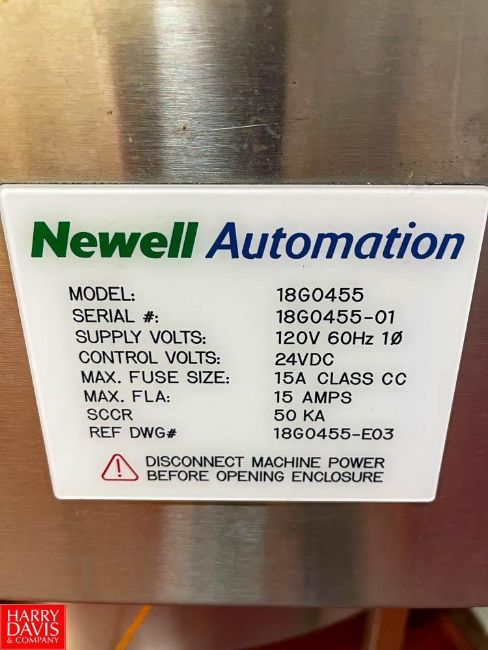 Newell Automation
MODEL: 18G0455
SERIAL #: 18G0455-01
SUPPLY VOLTS: 120V 60Hz 1Ø
CONTROL VOLTS: 24VDC
MAX. FUSE SIZE: 15A CLASS CC
MAX. FLA: 15 AMPS
SCCR 50 KA
REF DWG# 18G0455-E03
DISCONNECT MACHINE POWER
BEFORE OPENING ENCLOSURE
HARRY
DAVIS
& COMPANY